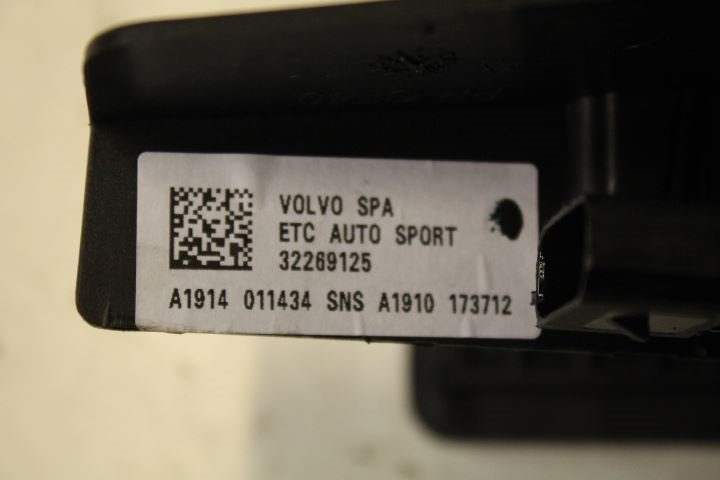 VOLVO SPA
ETC AUTO SPORT
32269125
A1914 011434 SNS A1910 173712